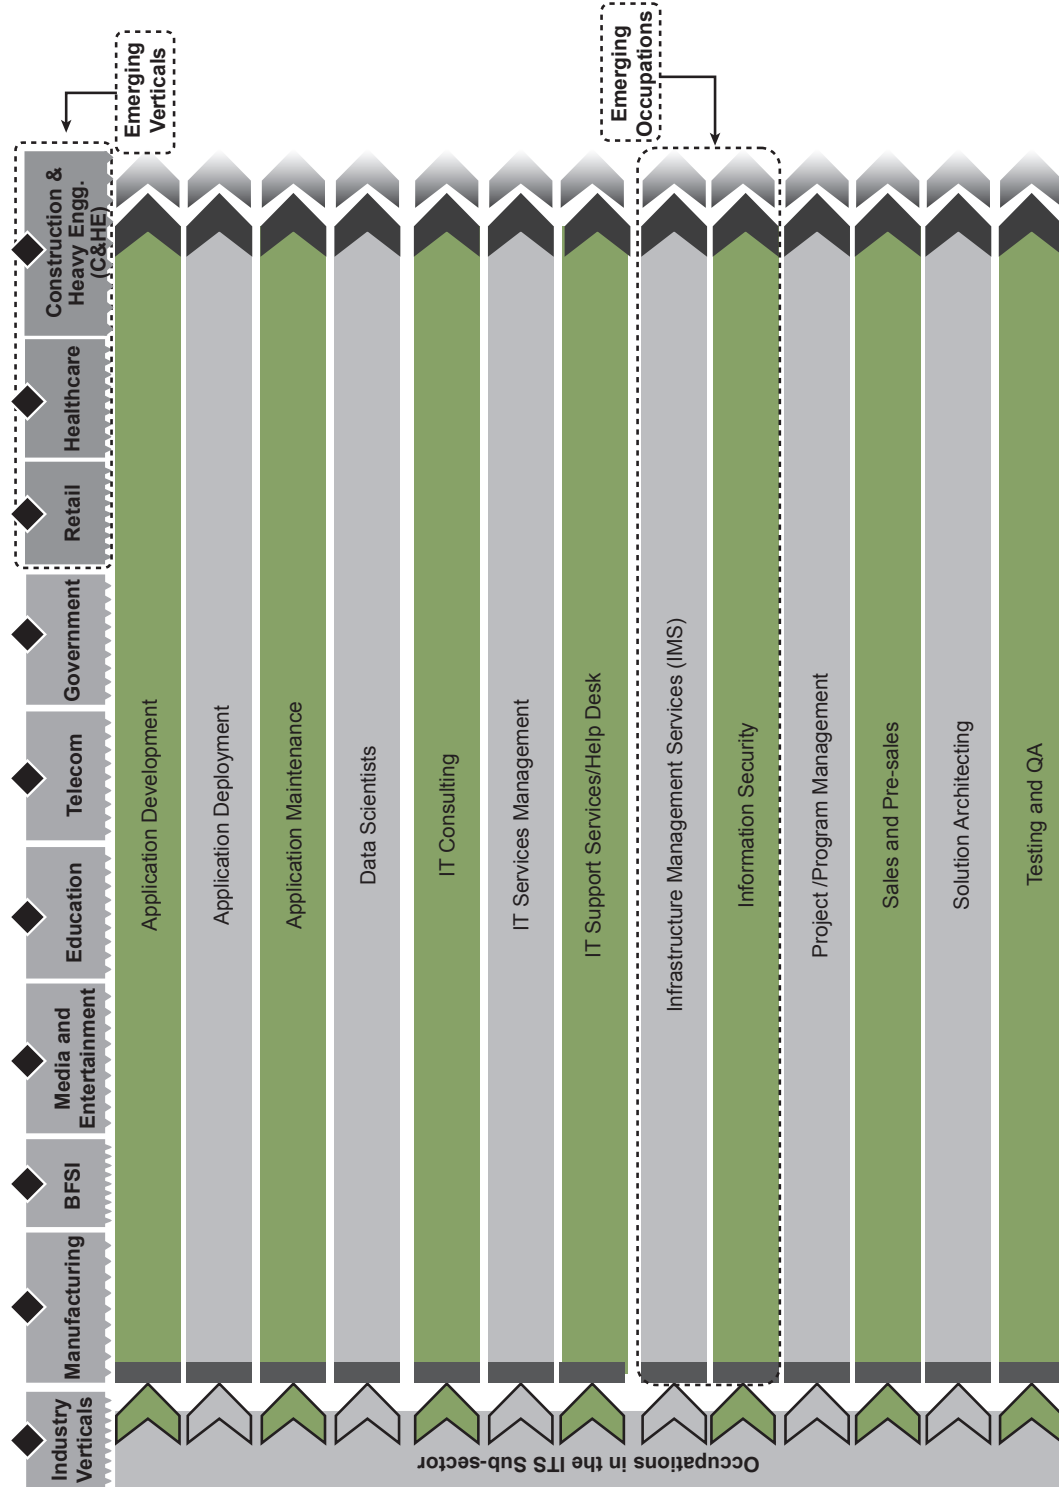 Industry
Verticals
Manufacturing
BFSI
Media and
Entertainment
Education
Telecom
Government
Retail
Healthcare
Construction &
Heavy Engg.
(C&HE)
Emerging
Verticals
Occupations in the ITS Sub-sector
Application Development
Application Deployment
Application Maintenance
Data Scientists
IT Consulting
IT Services Management
IT Support Services/Help Desk
Infrastructure Management Services (IMS)
Information Security
Emerging
Occupations
Project /Program Management
Sales and Pre-sales
Solution Architecting
Testing and QA